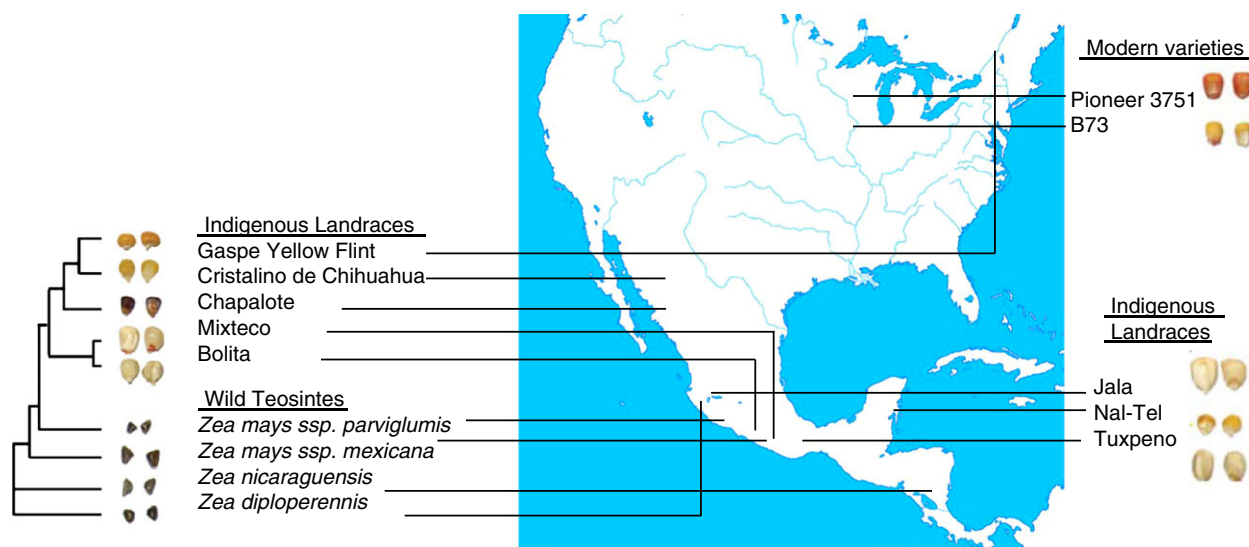 Modern varieties
Pioneer 3751
B73
Indigenous Landraces
Gaspe Yellow Flint
Cristalino de Chihuahua
Chapalote
Mixteco
Bolita
Wild Teosintes
Zea mays ssp. parviglumis
Zea mays ssp. mexicana
Zea nicaraguensis
Zea diploperennis
Indigenous
Landraces
Jala
Nal-Tel
Tuxpeno